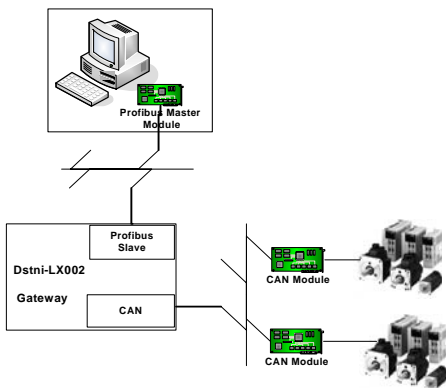 Profibus Master
Module
Profibus
Slave
Dstni-LX002
Gateway
CAN
CAN Module
CAN Module